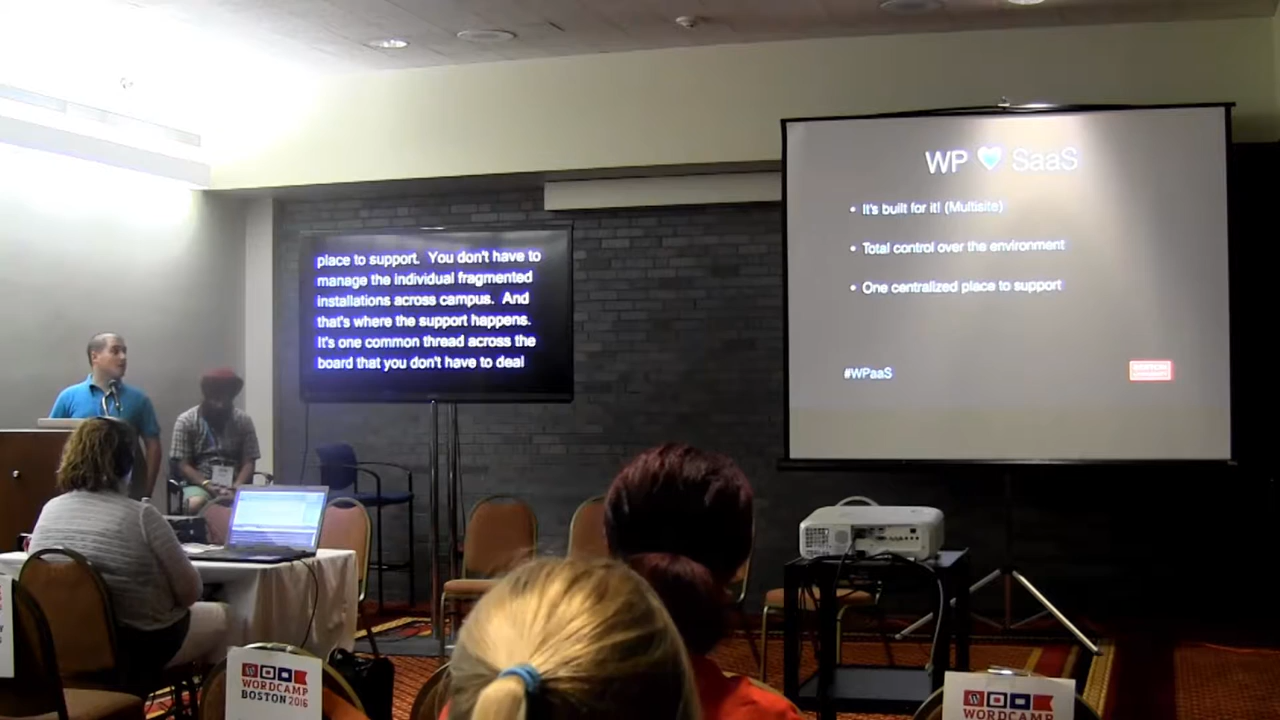 place to support. You don't have to
manage the individual fragmented
installations across campus. And
that's where the support happens.
It's one common thread across the
board that you don't have to deal
WP SaaS
• It's built for it! (Multisite)
• Total control over the environment
• One centralized place to support
#WPaaS
WORDCAMP
BOSTON 2016
WORDCAMP